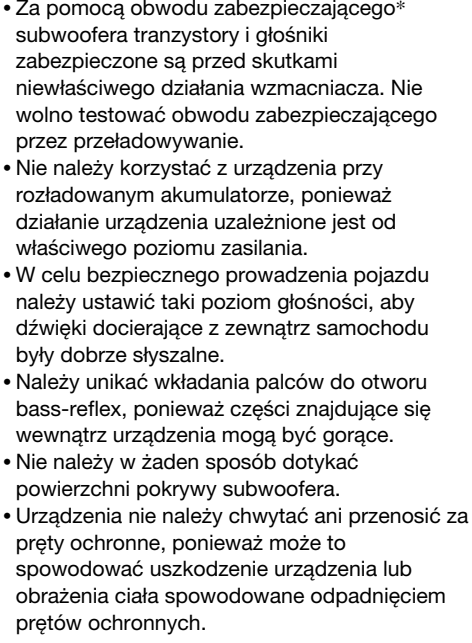 • Za pomocą obwodu zabezpieczającego*
subwoofera tranzystory i głośniki
zabezpieczone są przed skutkami
niewłaściwego działania wzmacniacza. Nie
wolno testować obwodu zabezpieczającego
przez przeładowywanie.
• Nie należy korzystać z urządzenia przy
rozładowanym akumulatorze, ponieważ
działanie urządzenia uzależnione jest od
właściwego poziomu zasilania.
• W celu bezpiecznego prowadzenia pojazdu
należy ustawić taki poziom głośności, aby
dźwięki docierające z zewnątrz samochodu
były dobrze słyszalne.
• Należy unikać wkładania palców do otworu
bass-reflex, ponieważ części znajdujące się
wewnątrz urządzenia mogą być gorące.
• Nie należy w żaden sposób dotykać
powierzchni pokrywy subwoofera.
• Urządzenia nie należy chwytać ani przenosić za
pręty ochronne, ponieważ może to
spowodować uszkodzenie urządzenia lub
obrażenia ciała spowodowane odpadnięciem
prętów ochronnych.